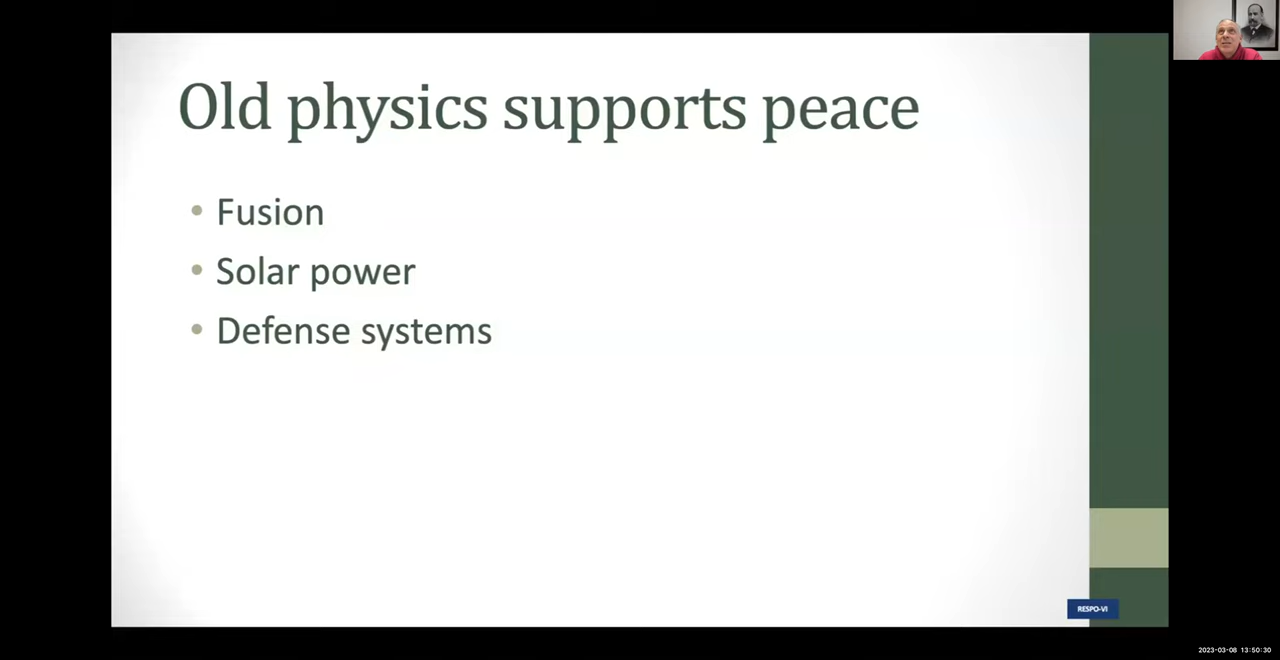 Old physics supports peace
• Fusion
• Solar power
• Defense systems
RESPO-VI
2023-03-08 13:50:30